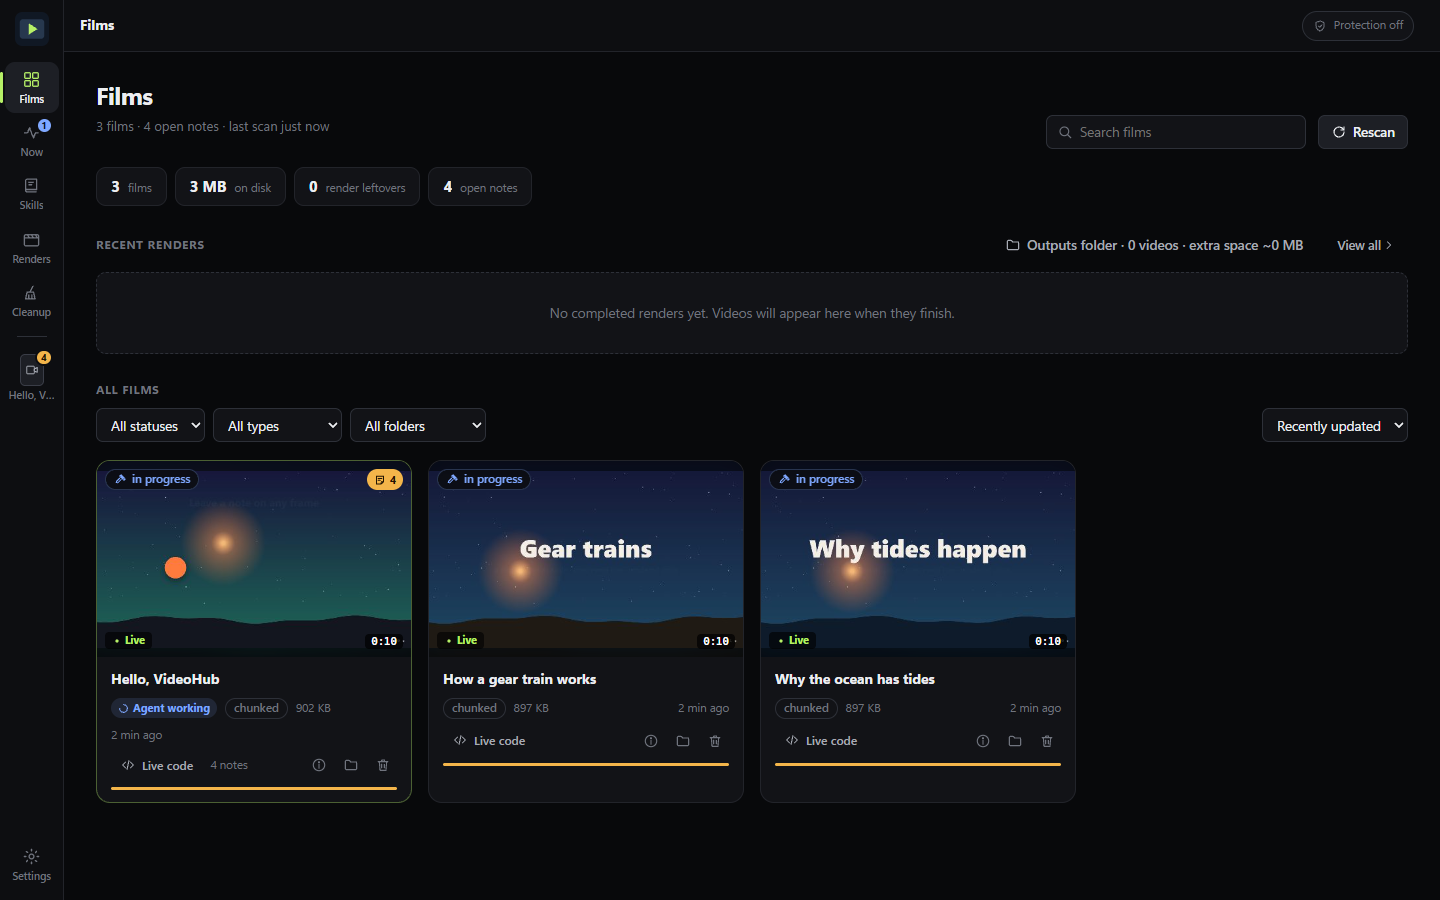 Films
Protection off
Films
Now
1
Skills
Renders
Cleanup
4
Hello, V...
Settings
Films
3 films · 4 open notes · last scan just now
Search films
Rescan
3 films
3 MB on disk
0 render leftovers
4 open notes
RECENT RENDERS
Outputs folder · 0 videos · extra space ~0 MB
View all
No completed renders yet. Videos will appear here when they finish.
ALL FILMS
All statuses
All types
All folders
Recently updated
in progress
4
Live
0:10
Hello, VideoHub
Agent working
chunked
902 KB
2 min ago
Live code
4 notes
in progress
Gear trains
Live
0:10
How a gear train works
chunked
897 KB
2 min ago
Live code
in progress
Why tides happen
Live
0:10
Why the ocean has tides
chunked
897 KB
2 min ago
Live code